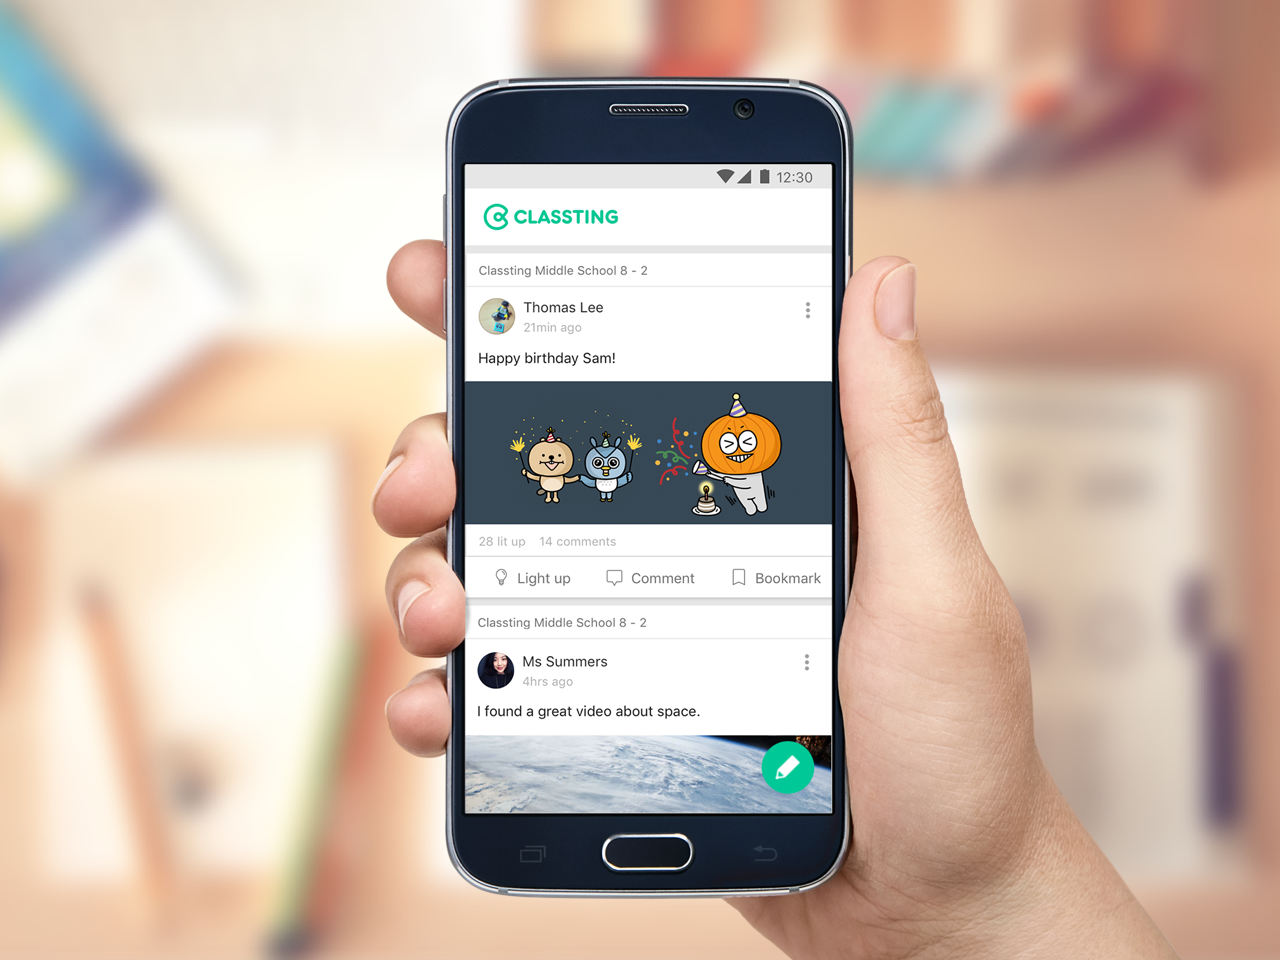 12:30
CLASSTING
Classting Middle School 8 - 2
Thomas Lee
21min ago
Happy birthday Sam!
28 lit up 14 comments
Light up Comment Bookmark
Classting Middle School 8 - 2
Ms Summers
4hrs ago
I found a great video about space.